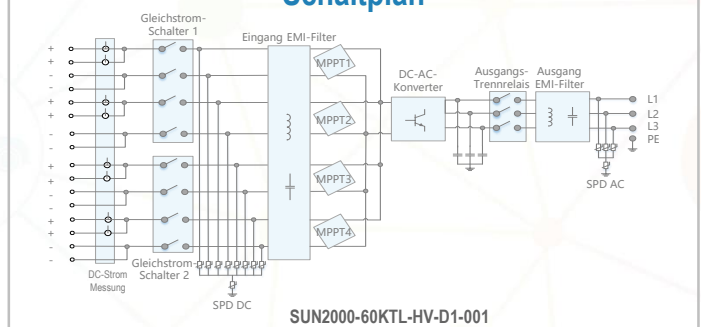 Schaltplan
Gleichstrom-
Schalter 1
Eingang EMI-Filter
MPPT1
MPPT2
MPPT3
MPPT4
DC-AC-
Konverter
Ausgangs-
Trennrelais
Ausgang
EMI-Filter
L1
L2
L3
PE
SPD AC
+
+
-
-
+
+
-
-
+
+
-
-
+
+
-
-
DC-Strom
Messung
Gleichstrom-
Schalter 2
SPD DC
SUN2000-60KTL-HV-D1-001